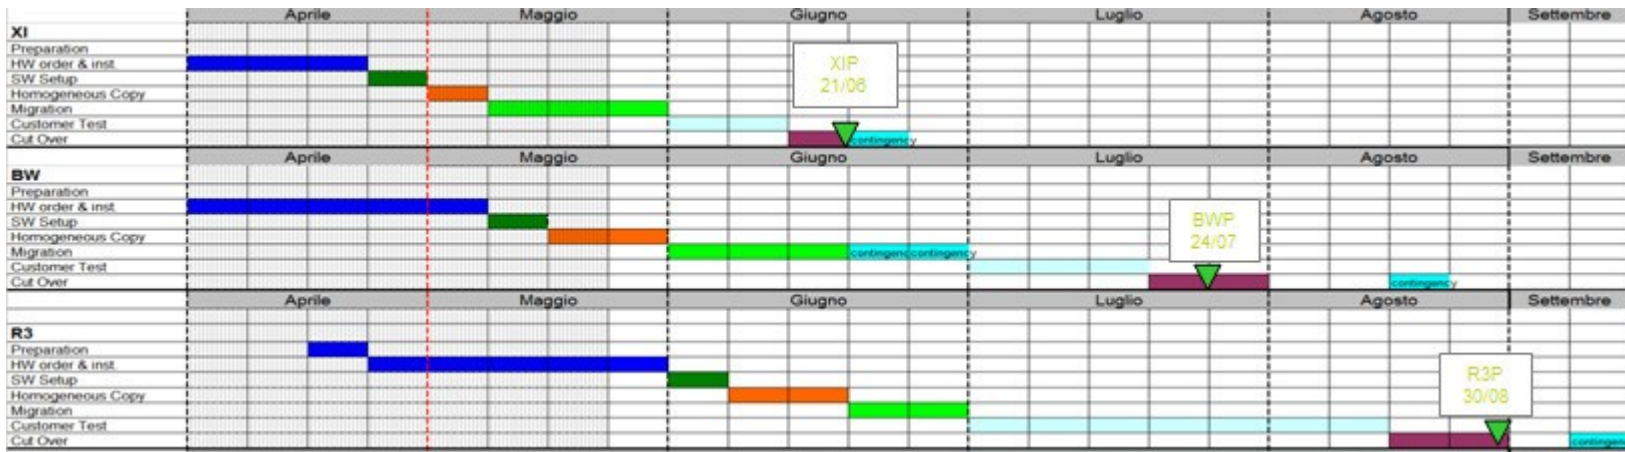 Aprile Maggio Giugno Luglio Agosto Settembre
XI
Preparation
HW order & inst.
SW Setup
Homogeneous Copy
Migration
Customer Test
Cut Over
XIP
21/06
contingency
Aprile Maggio Giugno Luglio Agosto Settembre
BW
Preparation
HW order & inst.
SW Setup
Homogeneous Copy
Migration contingency contingency
Customer Test
Cut Over
BWP
24/07
contingency
Aprile Maggio Giugno Luglio Agosto Settembre
R3
Preparation
HW order & inst.
SW Setup
Homogeneous Copy
Migration
Customer Test
Cut Over
R3P
30/08
contingen